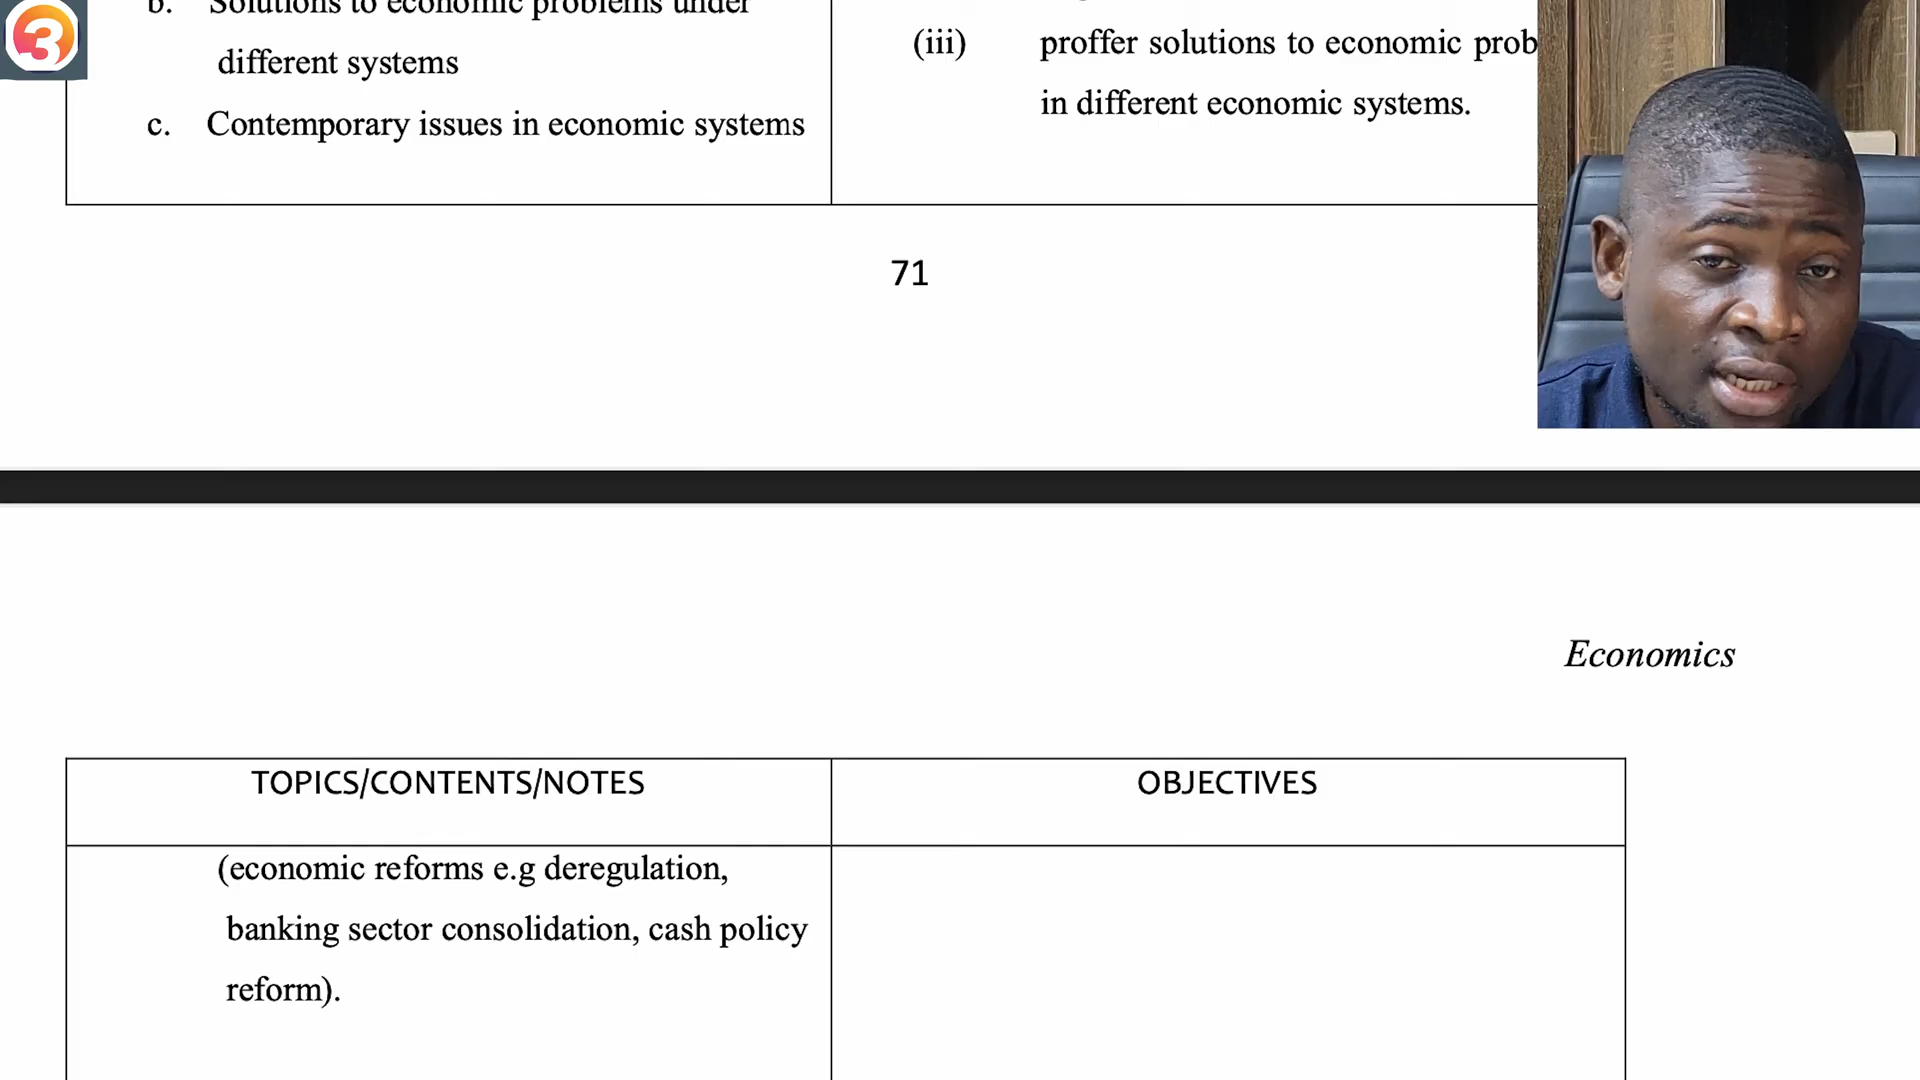 3
b. Solutions to economic problems under
different systems
c. Contemporary issues in economic systems
(iii) proffer solutions to economic prob
in different economic systems.
71
Economics
TOPICS/CONTENTS/NOTES
OBJECTIVES
(economic reforms e.g deregulation,
banking sector consolidation, cash policy
reform).